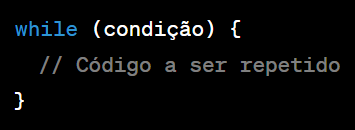 while (condição) {
// Código a ser repetido
}